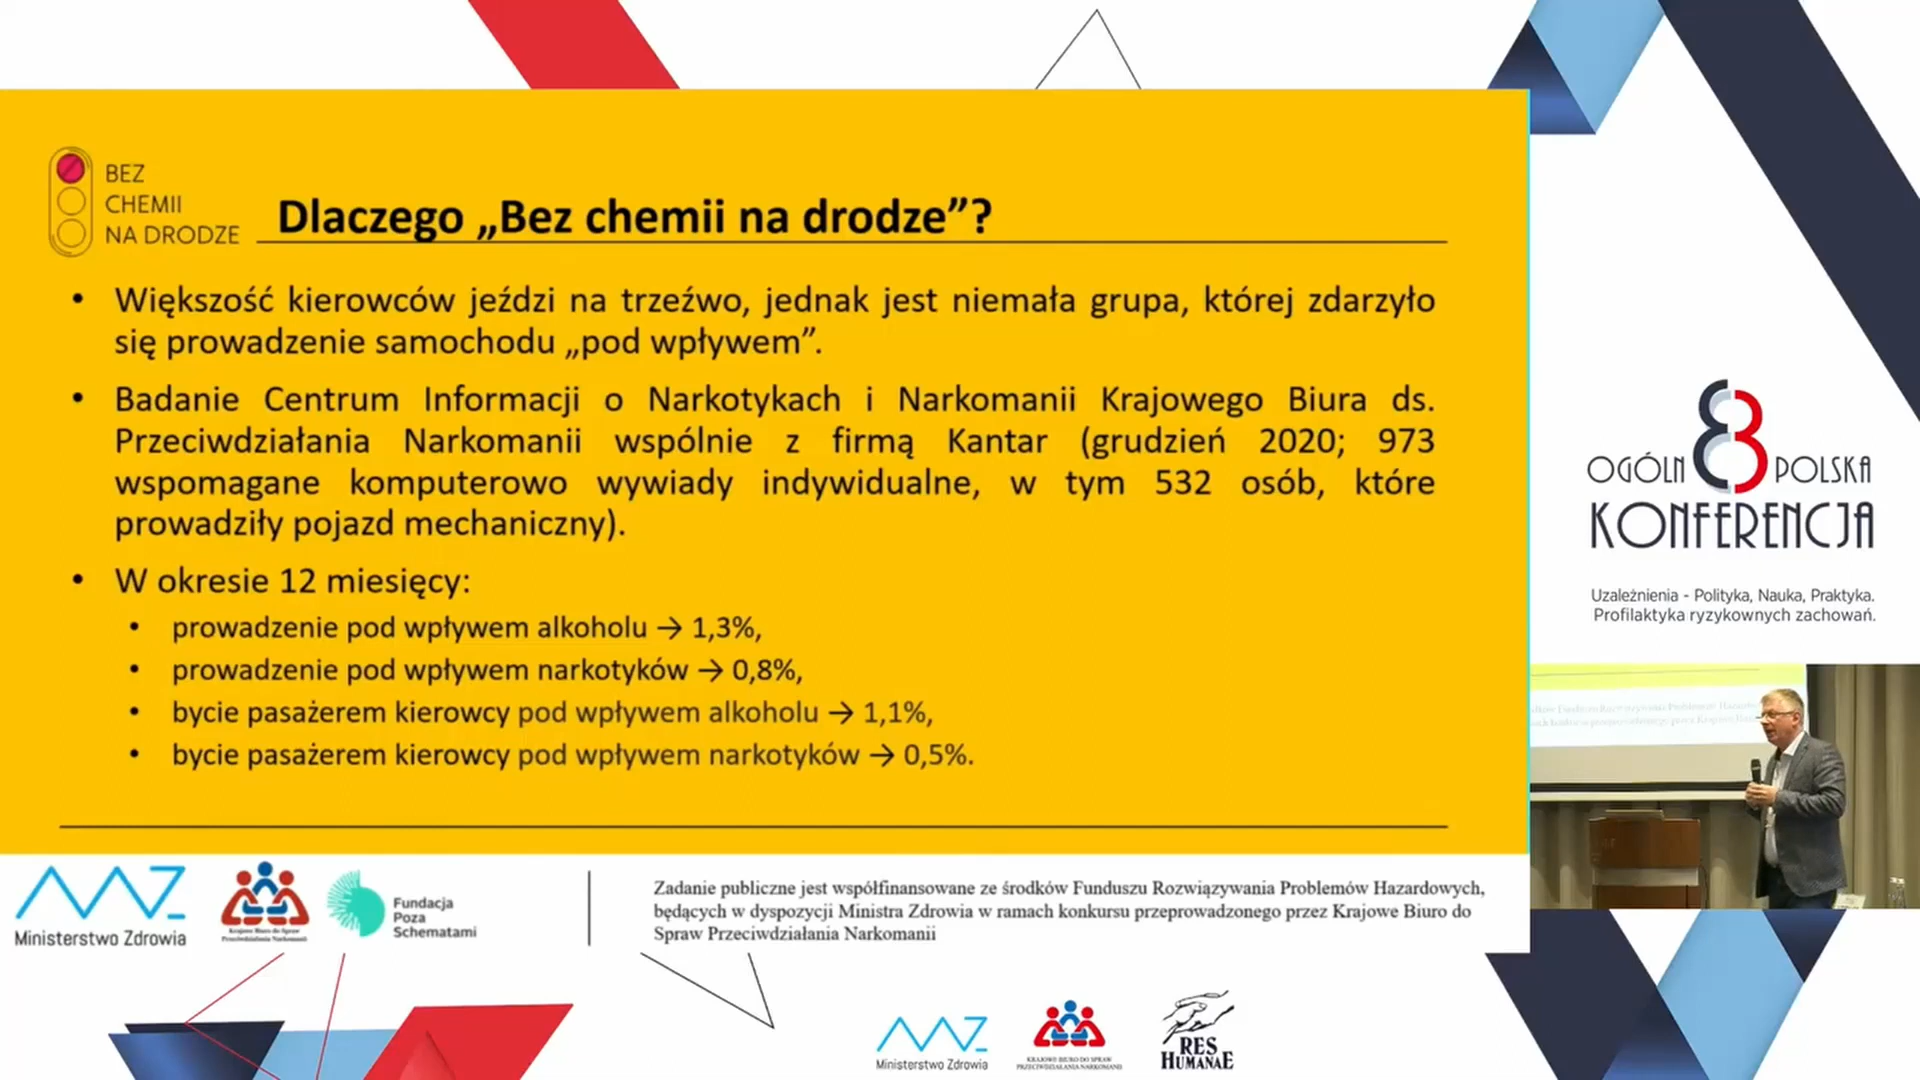 BEZ
CHEMII
NA DRODZE
Dlaczego „Bez chemii na drodze”?
• Większość kierowców jeździ na trzeźwo, jednak jest niemała grupa, której zdarzyło
się prowadzenie samochodu „pod wpływem”.
• Badanie Centrum Informacji o Narkotykach i Narkomanii Krajowego Biura ds.
Przeciwdziałania Narkomanii wspólnie z firmą Kantar (grudzień 2020; 973
wspomagane komputerowo wywiady indywidualne, w tym 532 osób, które
prowadziły pojazd mechaniczny).
• W okresie 12 miesięcy:
• prowadzenie pod wpływem alkoholu → 1,3%,
• prowadzenie pod wpływem narkotyków → 0,8%,
• bycie pasażerem kierowcy pod wpływem alkoholu → 1,1%,
• bycie pasażerem kierowcy pod wpływem narkotyków → 0,5%.
Ministerstwo Zdrowia
Krajowe Biuro do Spraw
Przeciwdziałania Narkomanii
Fundacja
Poza
Schematami
Zadanie publiczne jest współfinansowane ze środków Funduszu Rozwiązywania Problemów Hazardowych,
będących w dyspozycji Ministra Zdrowia w ramach konkursu przeprowadzonego przez Krajowe Biuro do
Spraw Przeciwdziałania Narkomanii
8
OGÓLN POLSKA
KONFERENCJA
Uzależnienia - Polityka, Nauka, Praktyka.
Profilaktyka ryzykownych zachowań.
Ministerstwo Zdrowia
KRAJOWE BIURO DO SPRAW
PRZECIWDZIAŁANIA NARKOMANII
RES
HUMANAE